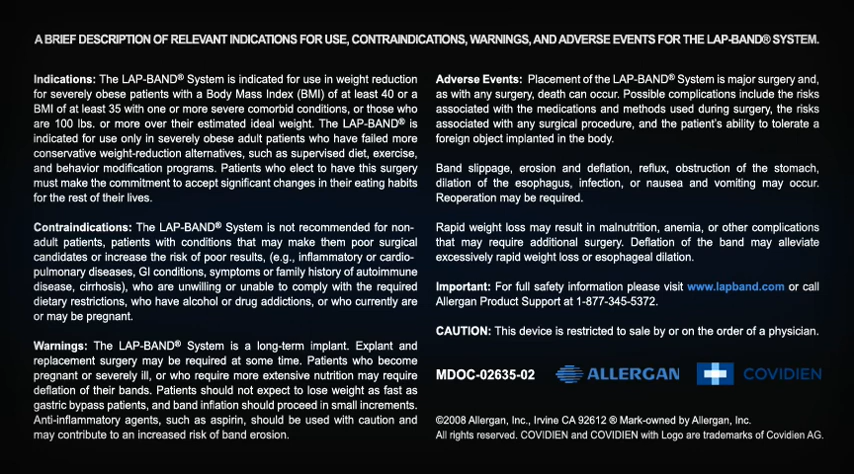 A BRIEF DESCRIPTION OF RELEVANT INDICATIONS FOR USE, CONTRAINDICATIONS, WARNINGS, AND ADVERSE EVENTS FOR THE LAP-BAND® SYSTEM.
Indications: The LAP-BAND® System is indicated for use in weight reduction
for severely obese patients with a Body Mass Index (BMI) of at least 40 or a
BMI of at least 35 with one or more severe comorbid conditions, or those who
are 100 lbs. or more over their estimated ideal weight. The LAP-BAND® is
indicated for use only in severely obese adult patients who have failed more
conservative weight-reduction alternatives, such as supervised diet, exercise,
and behavior modification programs. Patients who elect to have this surgery
must make the commitment to accept significant changes in their eating habits
for the rest of their lives.
Contraindications: The LAP-BAND® System is not recommended for non-
adult patients, patients with conditions that may make them poor surgical
candidates or increase the risk of poor results, (e.g., inflammatory or cardio-
pulmonary diseases, GI conditions, symptoms or family history of autoimmune
disease, cirrhosis), who are unwilling or unable to comply with the required
dietary restrictions, who have alcohol or drug addictions, or who currently are
or may be pregnant.
Warnings: The LAP-BAND® System is a long-term implant. Explant and
replacement surgery may be required at some time. Patients who become
pregnant or severely ill, or who require more extensive nutrition may require
deflation of their bands. Patients should not expect to lose weight as fast as
gastric bypass patients, and band inflation should proceed in small increments.
Anti-inflammatory agents, such as aspirin, should be used with caution and
may contribute to an increased risk of band erosion.
Adverse Events: Placement of the LAP-BAND® System is major surgery and,
as with any surgery, death can occur. Possible complications include the risks
associated with the medications and methods used during surgery, the risks
associated with any surgical procedure, and the patient's ability to tolerate a
foreign object implanted in the body.
Band slippage, erosion and deflation, reflux, obstruction of the stomach,
dilation of the esophagus, infection, or nausea and vomiting may occur.
Reoperation may be required.
Rapid weight loss may result in malnutrition, anemia, or other complications
that may require additional surgery. Deflation of the band may alleviate
excessively rapid weight loss or esophageal dilation.
Important: For full safety information please visit www.lapband.com or call
Allergan Product Support at 1-877-345-5372.
CAUTION: This device is restricted to sale by or on the order of a physician.
MDOC-02635-02 ALLERGAN COVIDIEN
©2008 Allergan, Inc., Irvine CA 92612 ® Mark-owned by Allergan, Inc.
All rights reserved. COVIDIEN and COVIDIEN with Logo are trademarks of Covidien AG.